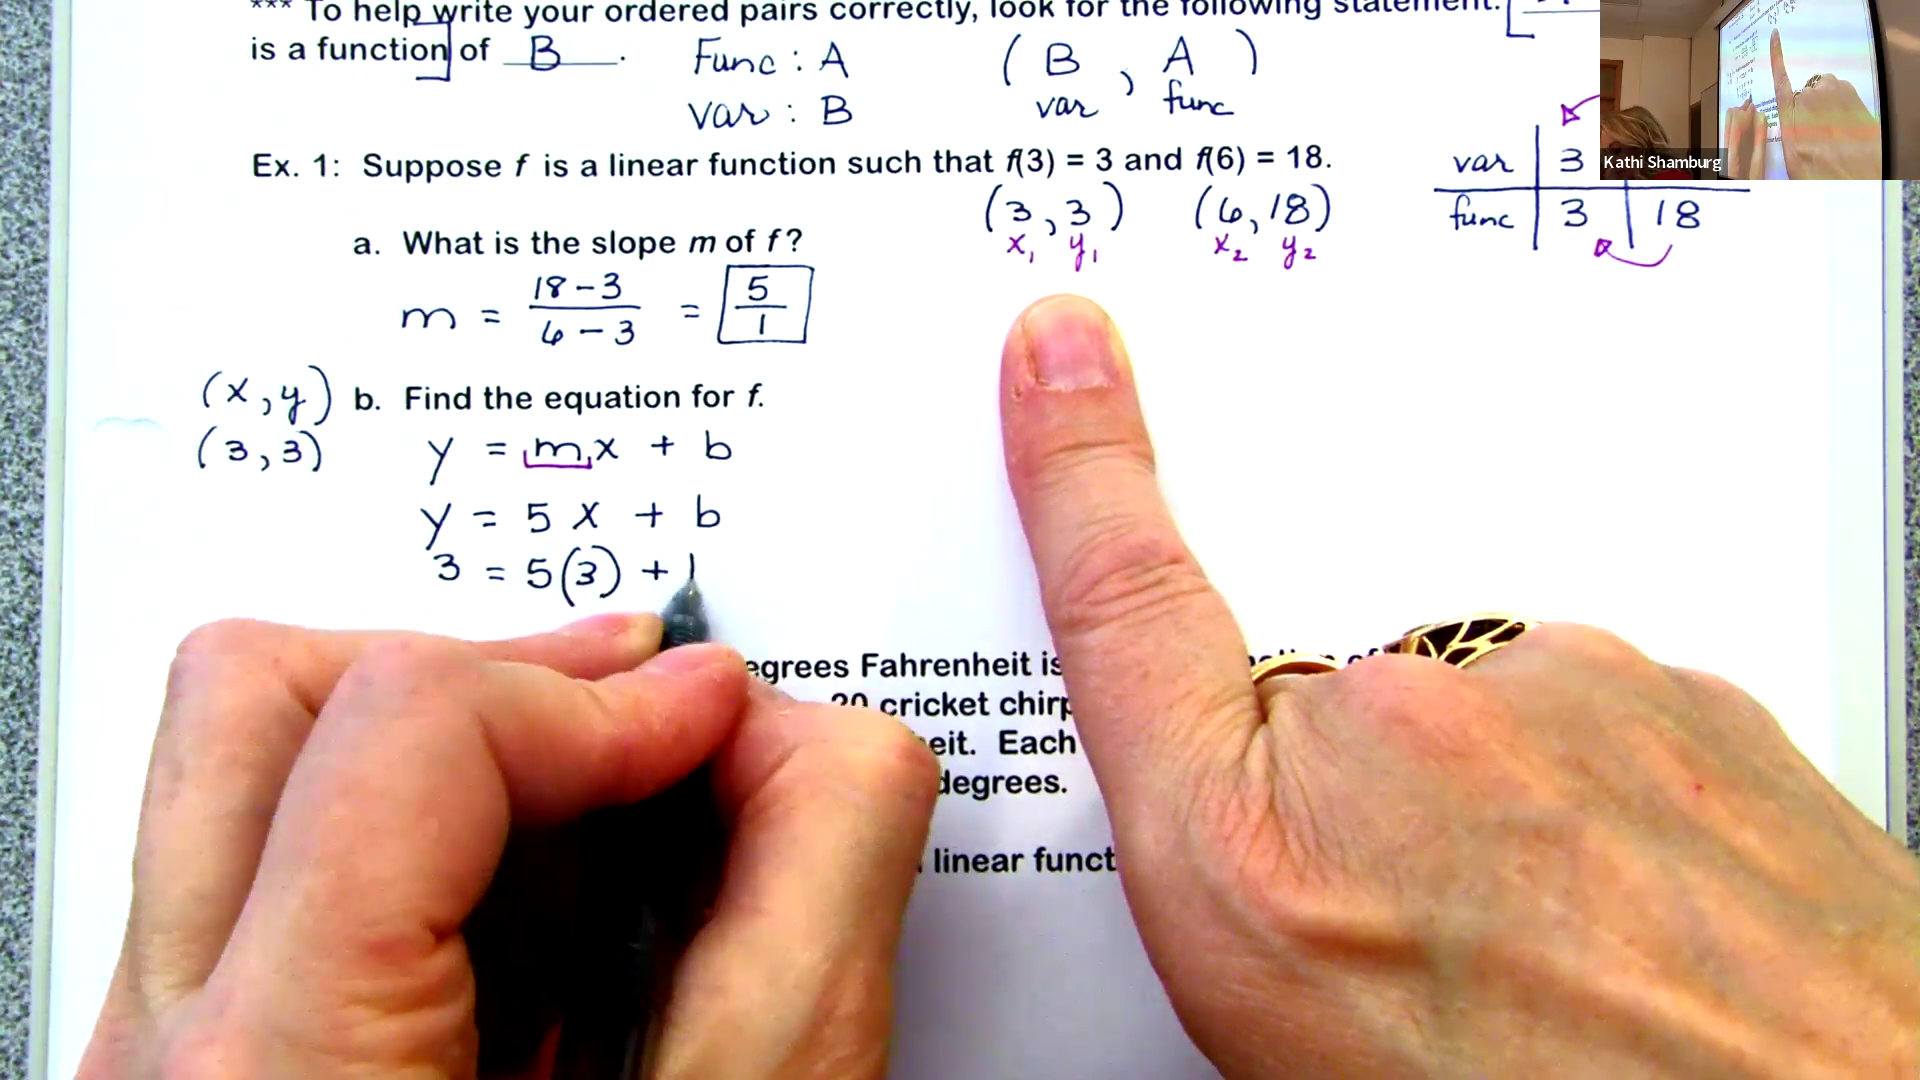 *** To help write your ordered pairs correctly, look for the following statement: [
is a function] of B.
Func : A
var : B
( B , A )
var func
Ex. 1: Suppose f is a linear function such that f(3) = 3 and f(6) = 18.
(3, 3) (6, 18)
x₁ y₁ x₂ y₂
var 3
func 3 18
Kathi Shamburg
a. What is the slope m of f?
m = 18 - 3 / 6 - 3 = 5 / 1
(x, y) b. Find the equation for f.
(3, 3) y = mx + b
y = 5x + b
3 = 5(3) +
egrees Fahrenheit is
20 cricket chirp
eit. Each
degrees.
linear funct